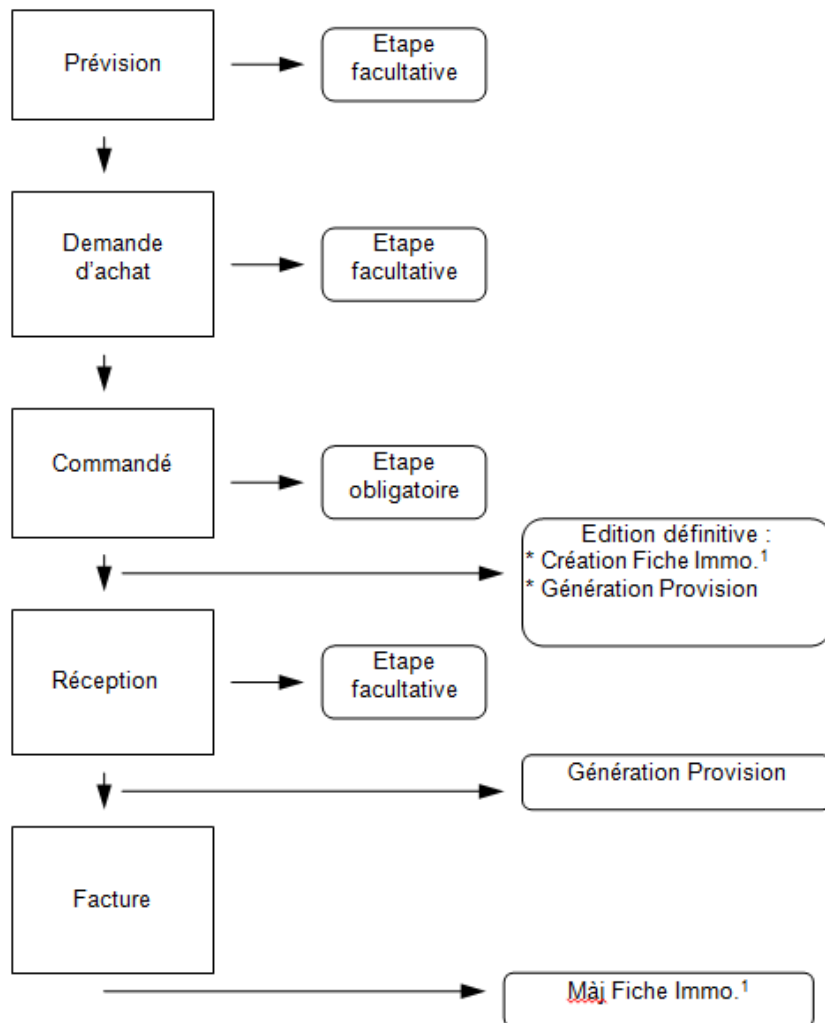 Prévision
Etape
facultative
Demande
d'achat
Etape
facultative
Commandé
Etape
obligatoire
Edition définitive :
* Création Fiche Immo.¹
* Génération Provision
Réception
Etape
facultative
Génération Provision
Facture
Màj Fiche Immo.¹